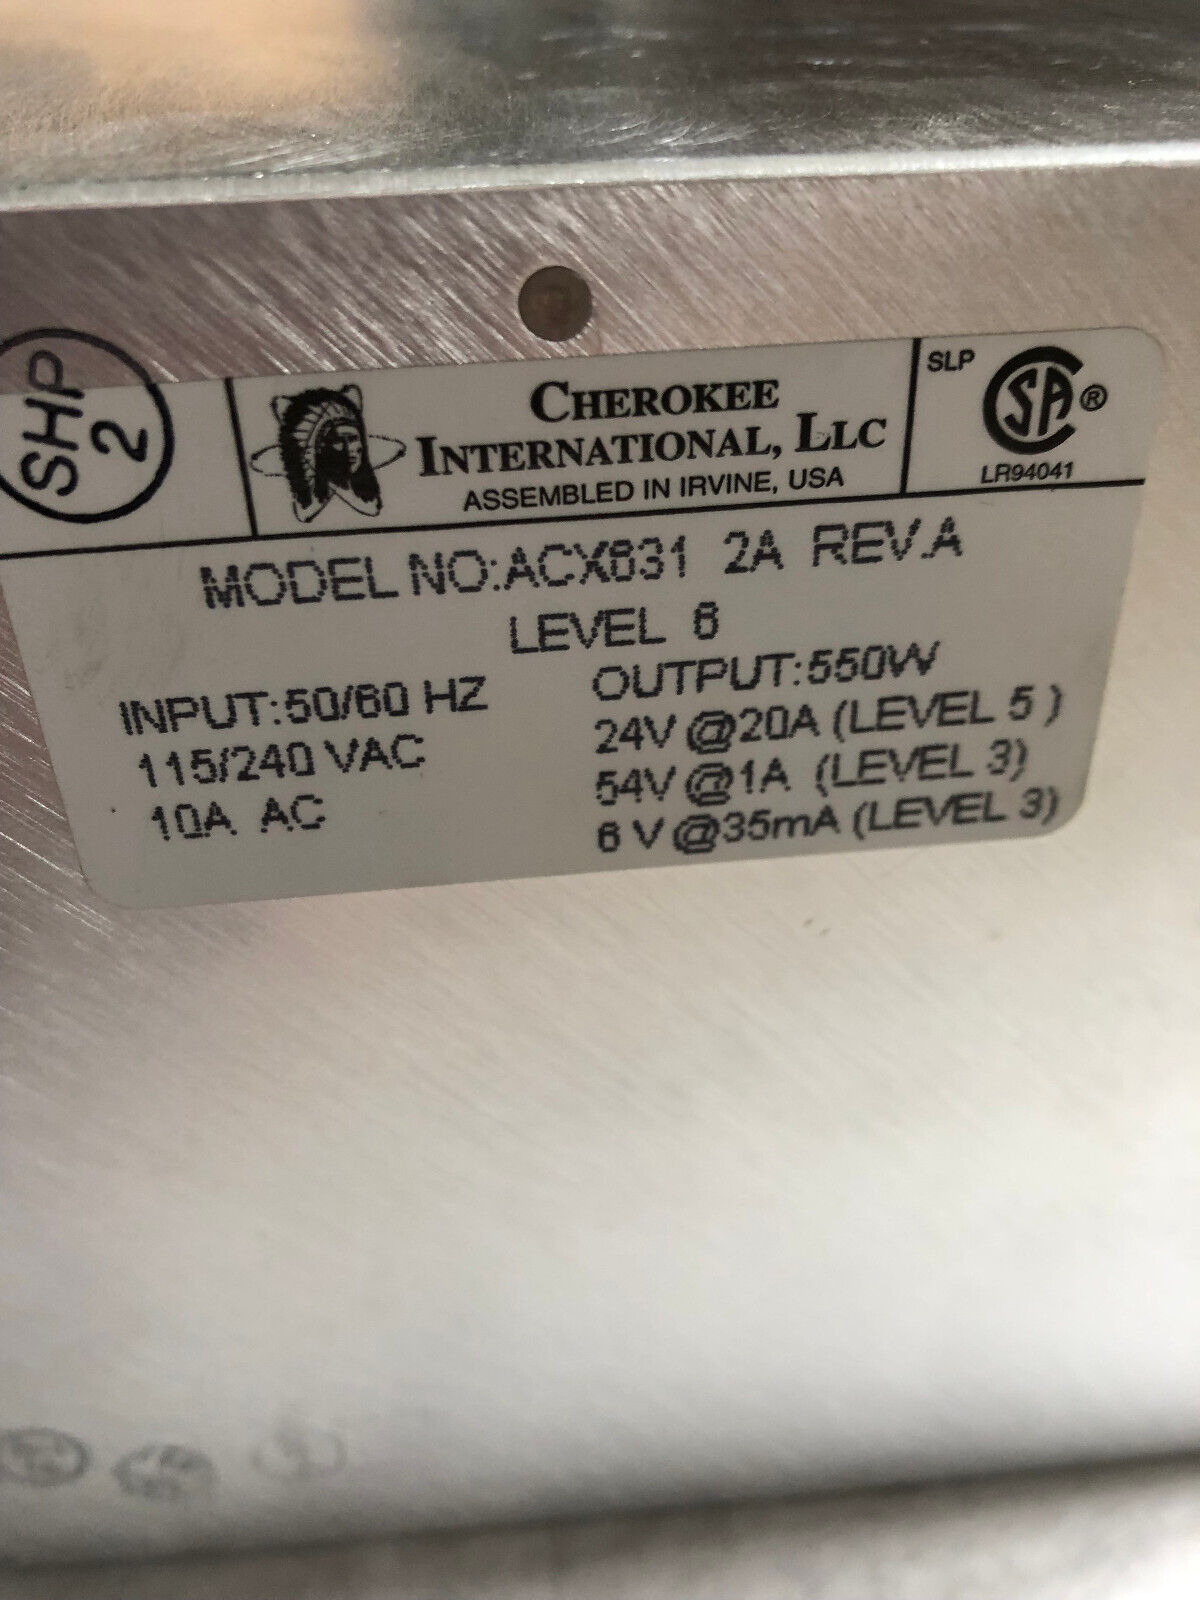 SHP
2
CHEROKEE
INTERNATIONAL, LLC
ASSEMBLED IN IRVINE, USA
SLP
SA®
LR94041
MODEL NO:ACX631 2A REV.A
LEVEL 6
INPUT:50/60 HZ
115/240 VAC
10A AC
OUTPUT:550W
24V @20A (LEVEL 5 )
54V @1A (LEVEL 3)
6 V @35mA (LEVEL 3)